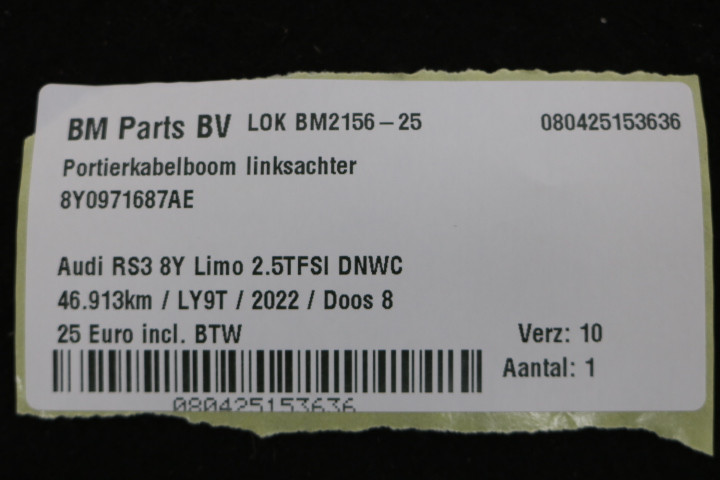 BM Parts BV LOK BM2156-25 080425153636
Portierkabelboom linksachter
8Y0971687AE
Audi RS3 8Y Limo 2.5TFSI DNWC
46.913km / LY9T / 2022 / Doos 8
25 Euro incl. BTW Verz: 10
Aantal: 1
080425153636